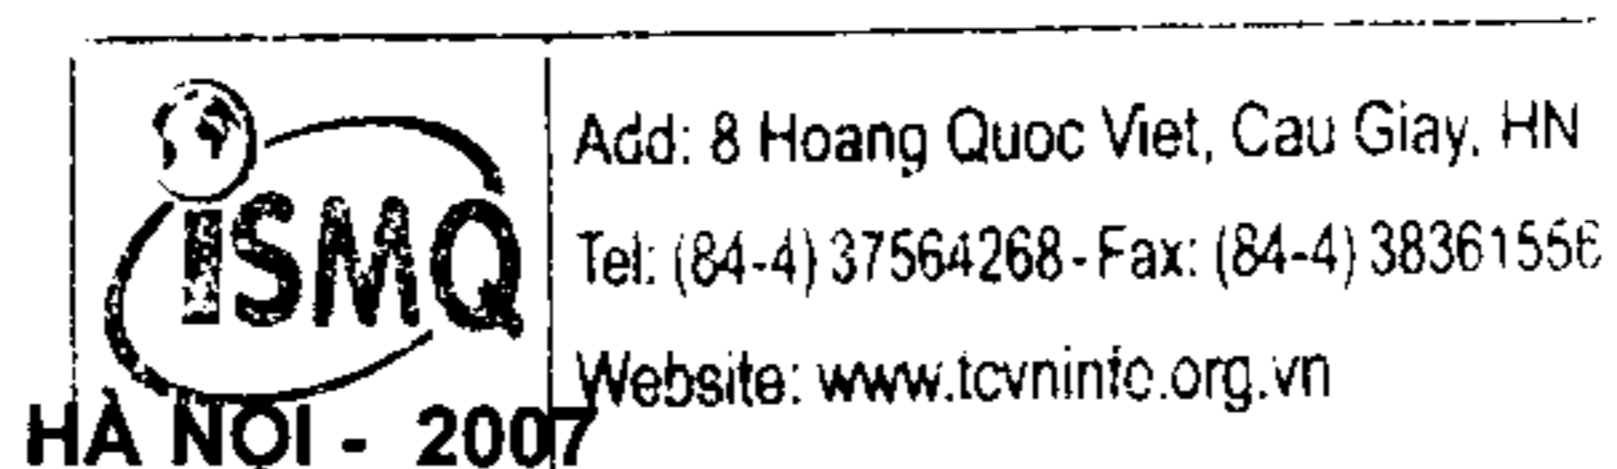 iSMQ
Add: 8 Hoang Quoc Viet, Cau Giay, HN
Tel: (84-4) 37564268 - Fax: (84-4) 38361556
Website: www.tcvninfo.org.vn
HÀ NỘI - 2007